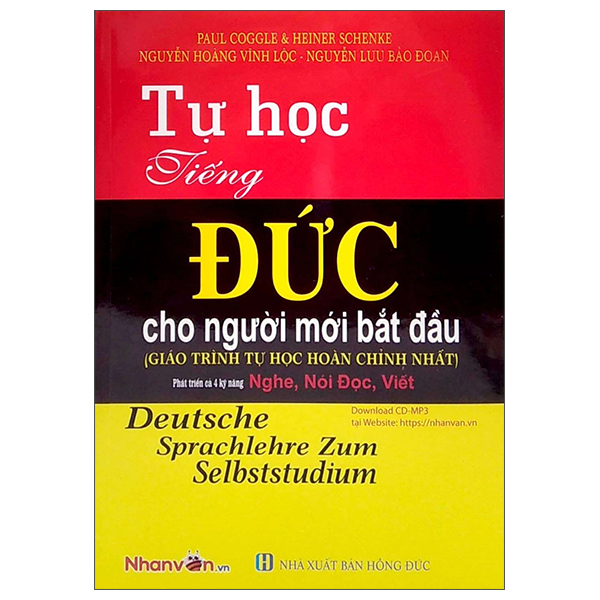 PAUL COGGLE & HEINER SCHENKE
NGUYỄN HOÀNG VĨNH LỘC - NGUYỄN LƯU BẢO ĐOAN
Tự học
Tiếng
ĐỨC
cho người mới bắt đầu
(GIÁO TRÌNH TỰ HỌC HOÀN CHỈNH NHẤT)
Phát triển cả 4 kỹ năng Nghe, Nói Đọc, Viết
Download CD-MP3
tại Website: https://nhanvan.vn
Deutsche
Sprachlehre Zum
Selbststudium
Nhanvăn.vn
NHÀ XUẤT BẢN HỒNG ĐỨC